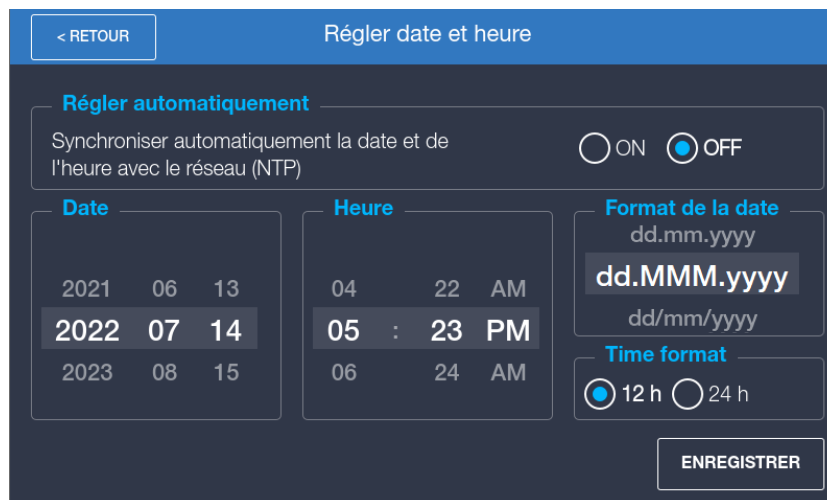 < RETOUR
Régler date et heure
Régler automatiquement
Synchroniser automatiquement la date et de
l'heure avec le réseau (NTP)
ON OFF
Date
2021 06 13
2022 07 14
2023 08 15
Heure
04 22 AM
05 : 23 PM
06 24 AM
Format de la date
dd.mm.yyyy
dd.MMM.yyyy
dd/mm/yyyy
Time format
12 h 24 h
ENREGISTRER